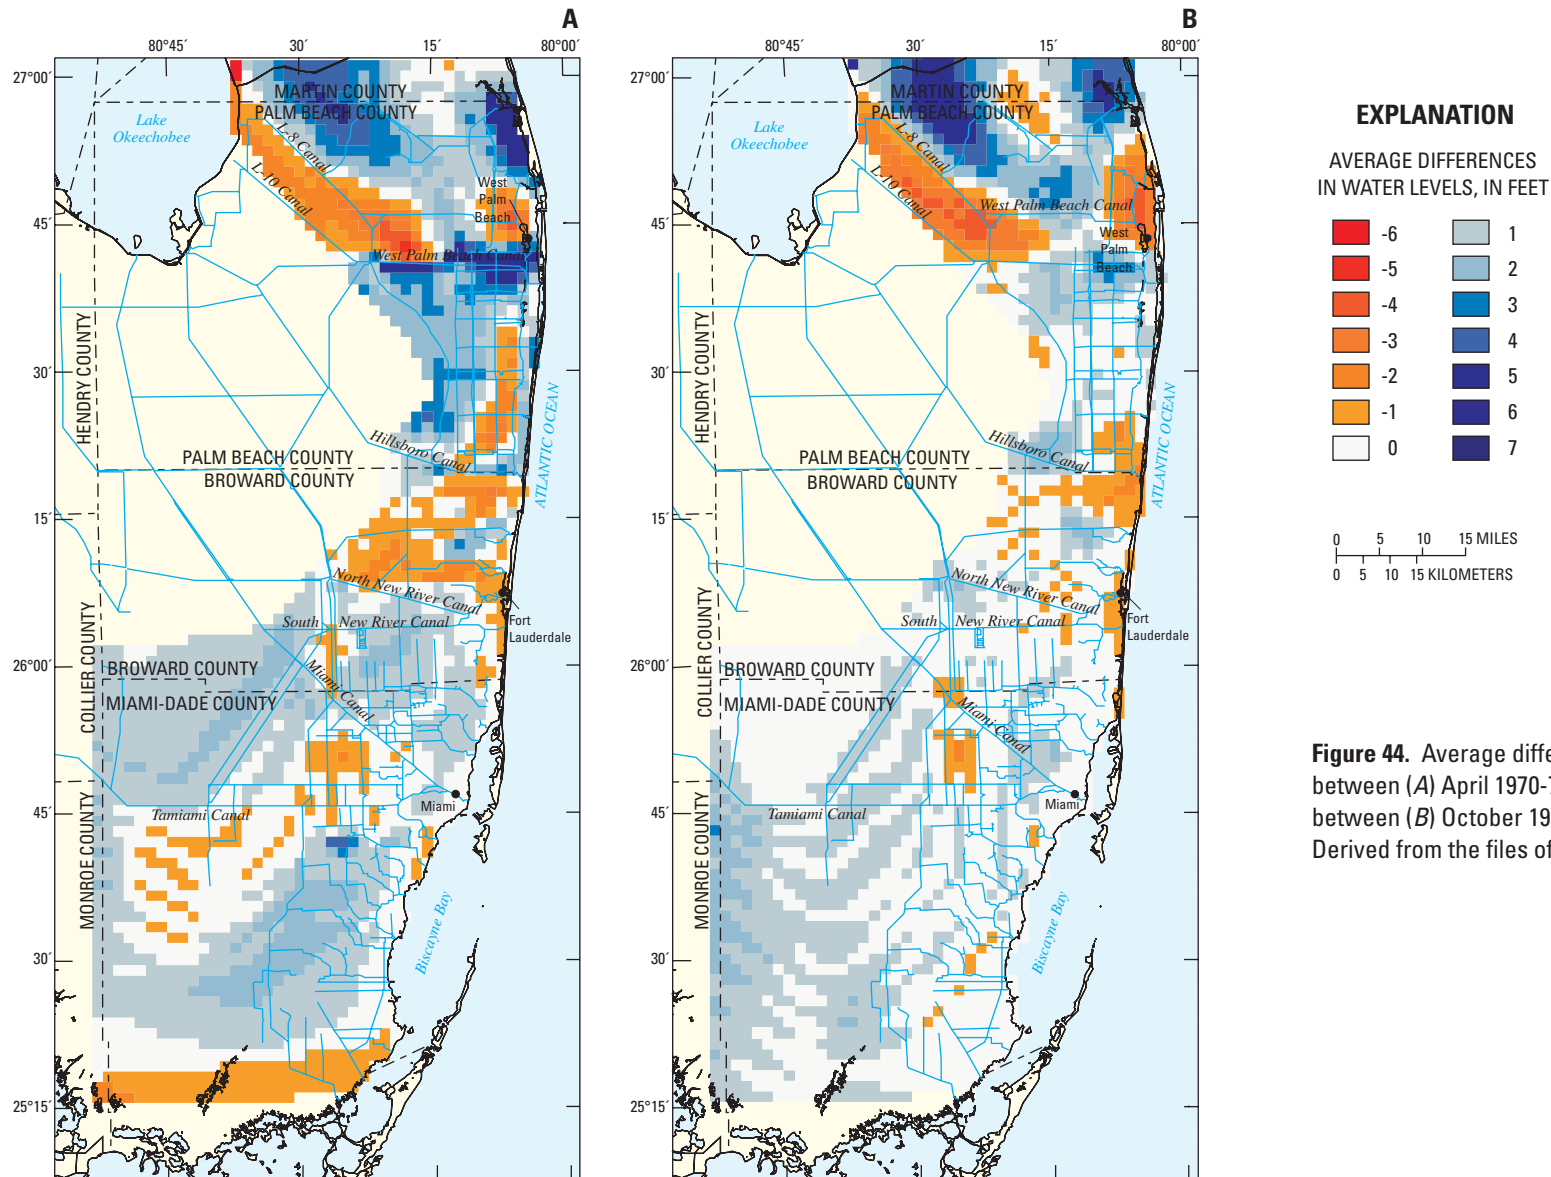 A
80°45´
30´
15´
80°00´
27°00´
45´
30´
15´
26°00´
45´
30´
25°15´
MARTIN COUNTY
PALM BEACH COUNTY
Lake
Okeechobee
L-8 Canal
L-10 Canal
West
Palm
Beach
West Palm Beach Canal
HENDRY COUNTY
ATLANTIC OCEAN
Hillsboro Canal
PALM BEACH COUNTY
BROWARD COUNTY
North New River Canal
South New River Canal
Fort
Lauderdale
COLLIER COUNTY
BROWARD COUNTY
MIAMI-DADE COUNTY
Miami Canal
MONROE COUNTY
Tamiami Canal
Miami
Biscayne Bay
B
80°45´
30´
15´
80°00´
27°00´
45´
30´
15´
26°00´
45´
30´
25°15´
MARTIN COUNTY
PALM BEACH COUNTY
Lake
Okeechobee
L-8 Canal
L-10 Canal
West Palm Beach Canal
West
Palm
Beach
HENDRY COUNTY
ATLANTIC OCEAN
Hillsboro Canal
PALM BEACH COUNTY
BROWARD COUNTY
North New River Canal
South New River Canal
Fort
Lauderdale
COLLIER COUNTY
BROWARD COUNTY
MIAMI-DADE COUNTY
Miami Canal
MONROE COUNTY
Tamiami Canal
Miami
Biscayne Bay
EXPLANATION
AVERAGE DIFFERENCES
IN WATER LEVELS, IN FEET
-6 1
-5 2
-4 3
-3 4
-2 5
-1 6
0 7
0 5 10 15 MILES
0 5 10 15 KILOMETERS
Figure 44. Average diffe
between (A) April 1970-7
between (B) October 19
Derived from the files of